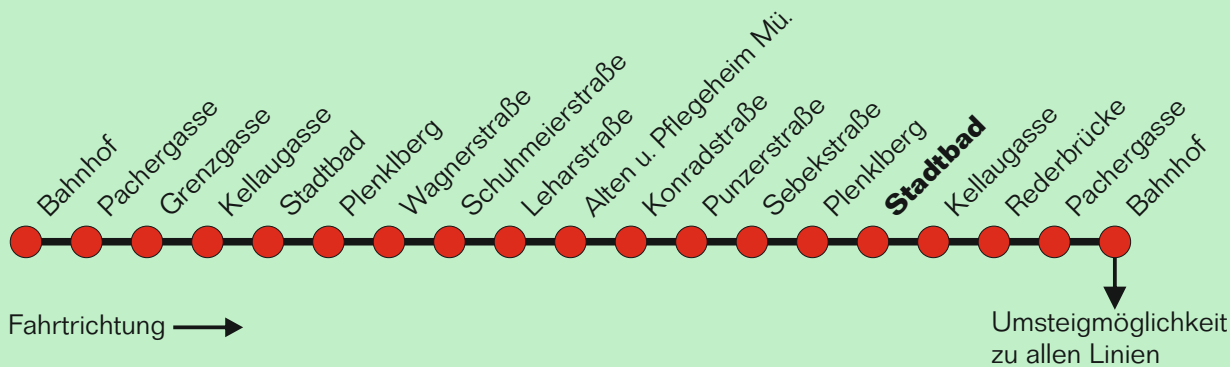 Bahnhof
Pachergasse
Grenzgasse
Kellaugasse
Stadtbad
Plenklberg
Wagnerstraße
Schuhmeierstraße
Leharstraße
Alten u. Pflegeheim Mü.
Konradstraße
Punzerstraße
Sebekstraße
Plenklberg
Stadtbad
Kellaugasse
Rederbrücke
Pachergasse
Bahnhof
Fahrtrichtung
Umsteigmöglichkeit
zu allen Linien